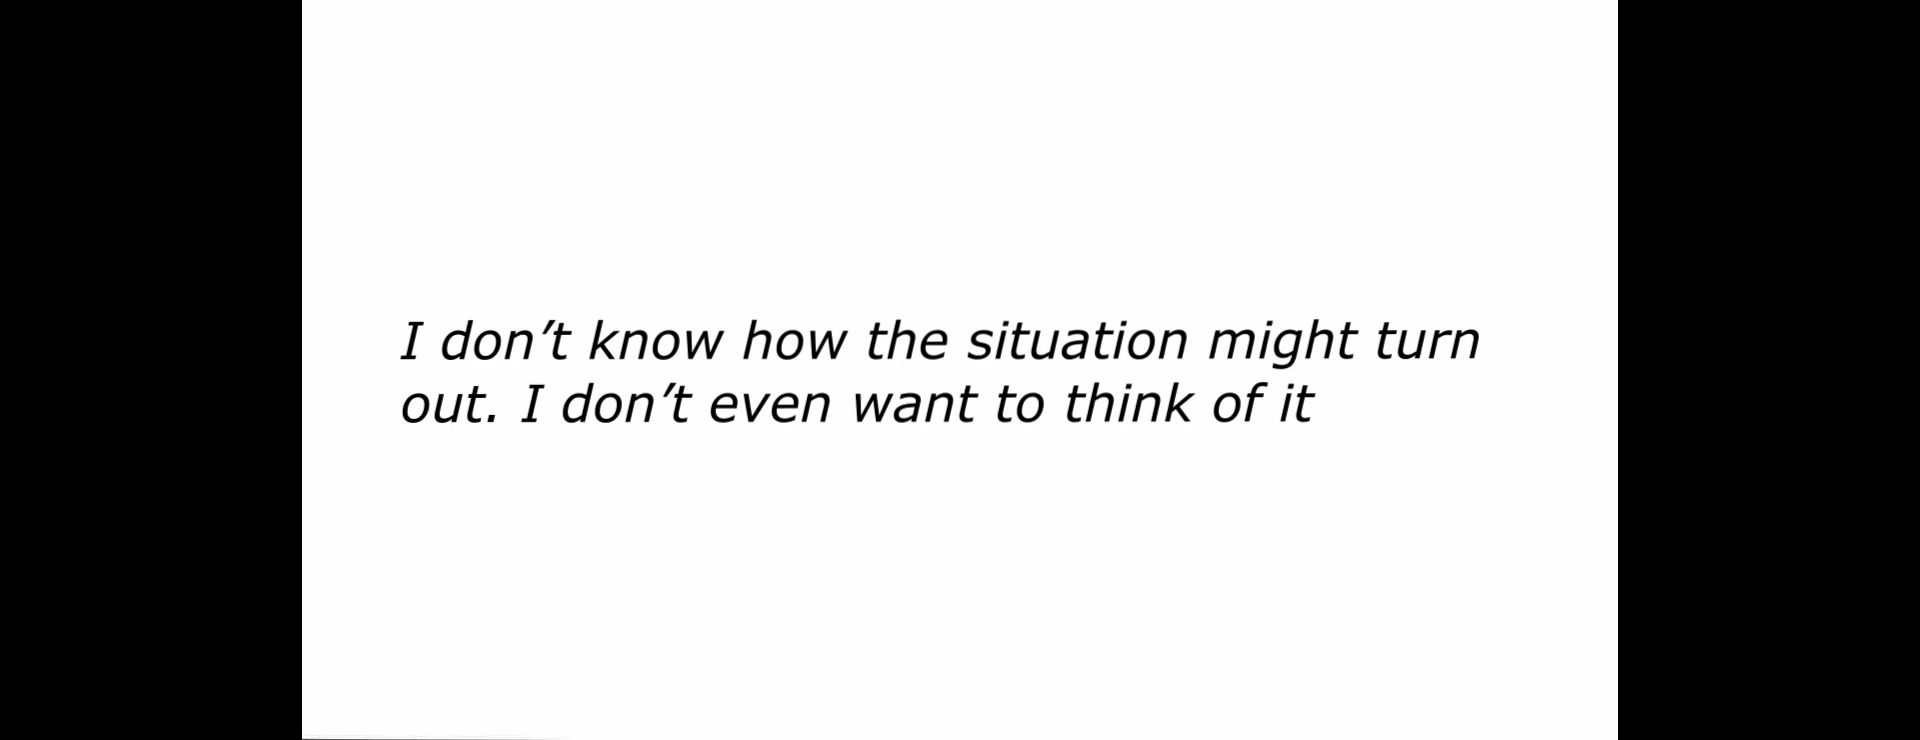 I don’t know how the situation might turn
out. I don’t even want to think of it